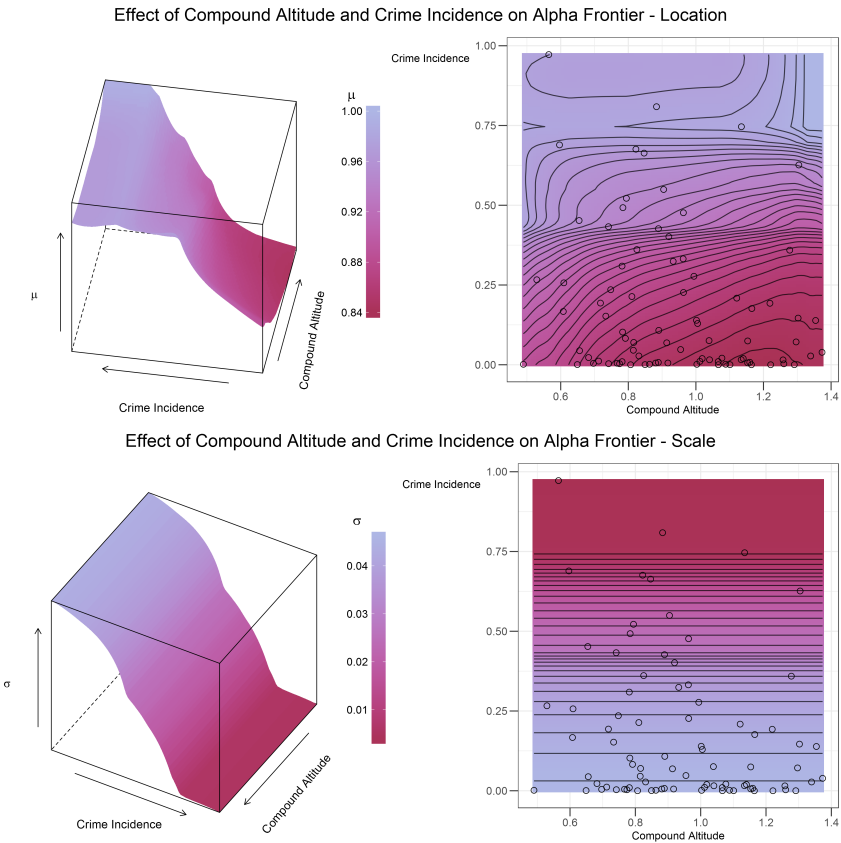 Effect of Compound Altitude and Crime Incidence on Alpha Frontier - Location
μ
1.00
0.96
0.92
0.88
0.84
μ
Compound Altitude
Crime Incidence
Crime Incidence
1.00
0.75
0.50
0.25
0.00
0.6 0.8 1.0 1.2 1.4
Compound Altitude
Effect of Compound Altitude and Crime Incidence on Alpha Frontier - Scale
σ
0.04
0.03
0.02
0.01
σ
Crime Incidence
Compound Altitude
Crime Incidence
1.00
0.75
0.50
0.25
0.00
0.6 0.8 1.0 1.2 1.4
Compound Altitude